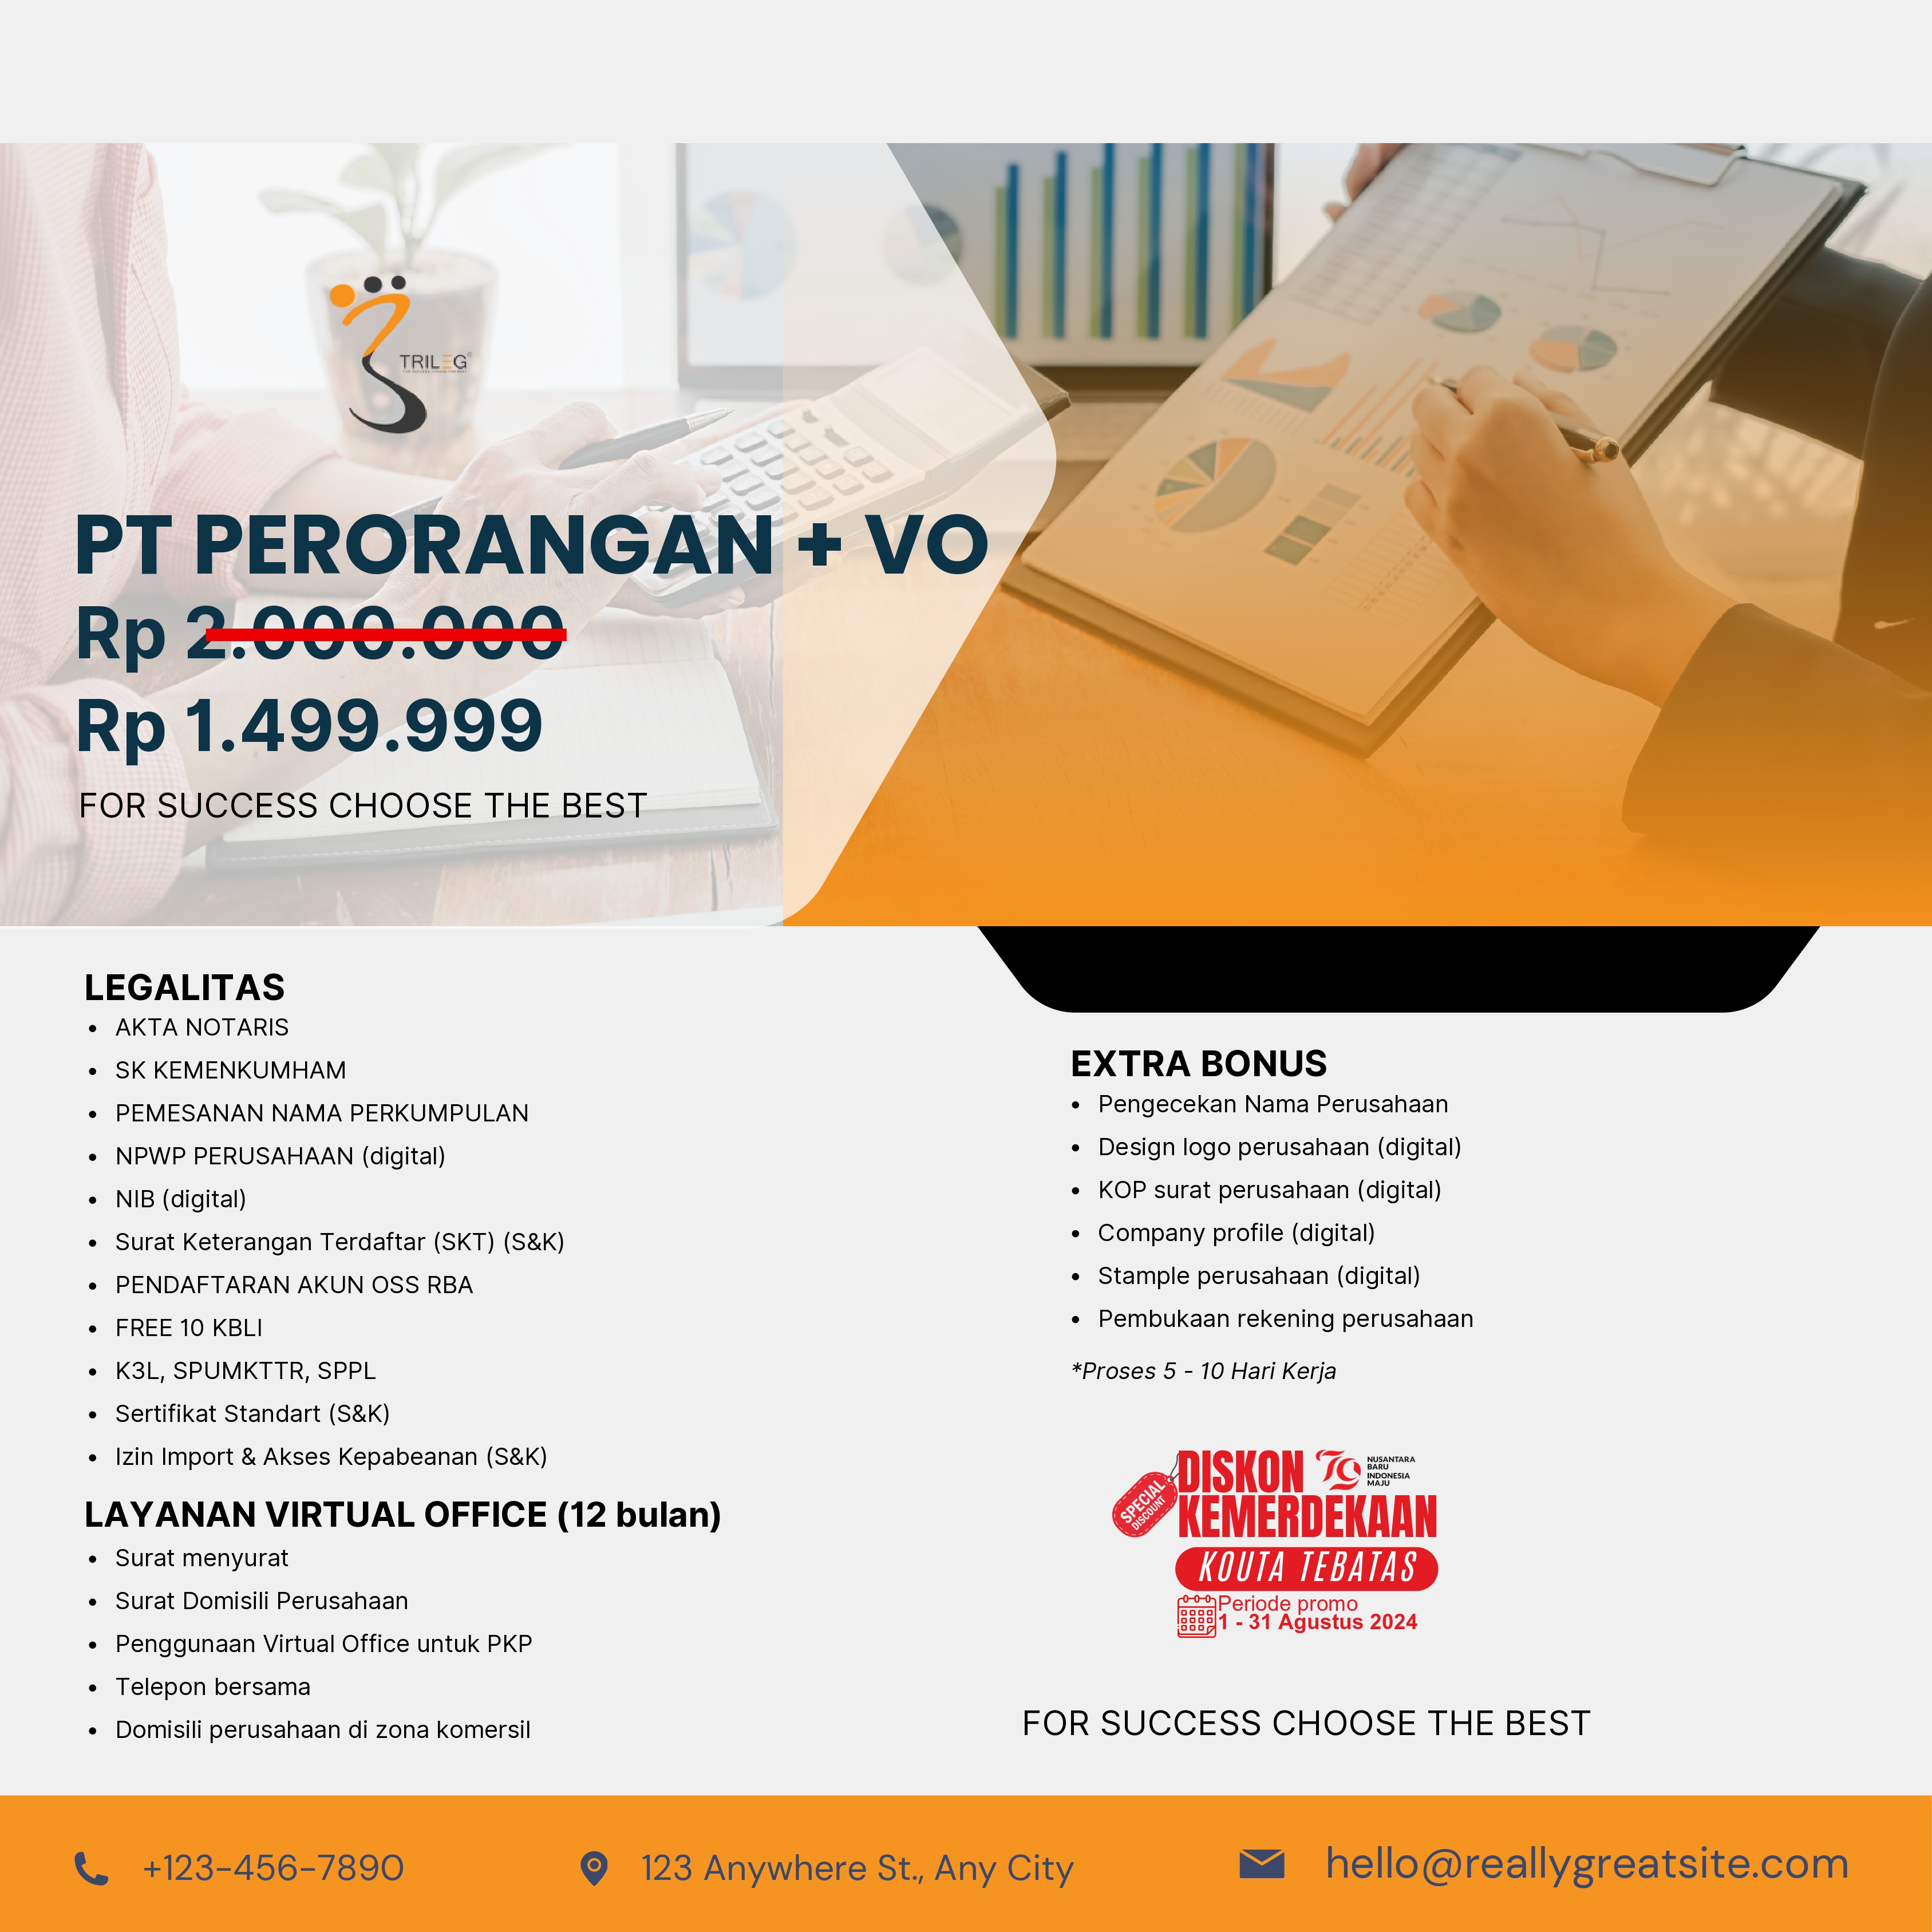 TRILEG
PT PERORANGAN + VO
Rp 2.000.000
Rp 1.499.999
FOR SUCCESS CHOOSE THE BEST
LEGALITAS
• AKTA NOTARIS
• SK KEMENKUMHAM
• PEMESANAN NAMA PERKUMPULAN
• NPWP PERUSAHAAN (digital)
• NIB (digital)
• Surat Keterangan Terdaftar (SKT) (S&K)
• PENDAFTARAN AKUN OSS RBA
• FREE 10 KBLI
• K3L, SPUMKTTR, SPPL
• Sertifikat Standart (S&K)
• Izin Import & Akses Kepabeanan (S&K)
LAYANAN VIRTUAL OFFICE (12 bulan)
• Surat menyurat
• Surat Domisili Perusahaan
• Penggunaan Virtual Office untuk PKP
• Telepon bersama
• Domisili perusahaan di zona komersil
EXTRA BONUS
• Pengecekan Nama Perusahaan
• Design logo perusahaan (digital)
• KOP surat perusahaan (digital)
• Company profile (digital)
• Stample perusahaan (digital)
• Pembukaan rekening perusahaan
*Proses 5 - 10 Hari Kerja
SPECIAL
DISCOUNT
DISKON
79
NUSANTARA
BARU
INDONESIA
MAJU
KEMERDEKAAN
KOUTA TEBATAS
Periode promo
1 - 31 Agustus 2024
FOR SUCCESS CHOOSE THE BEST
+123-456-7890
123 Anywhere St., Any City
hello@reallygreatsite.com